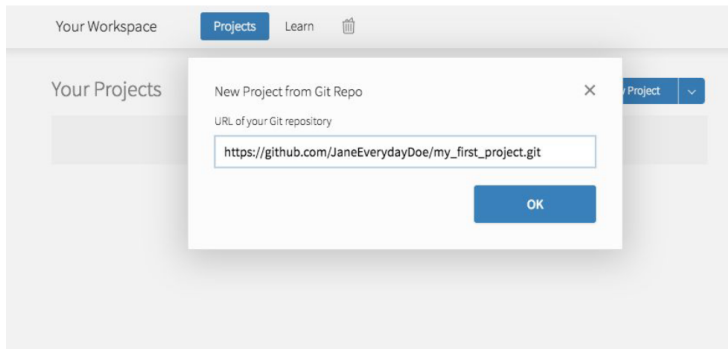 Your Workspace Projects Learn
Your Projects
New Project from Git Repo
Project
URL of your Git repository
https://github.com/JaneEverydayDoe/my_first_project.git
OK